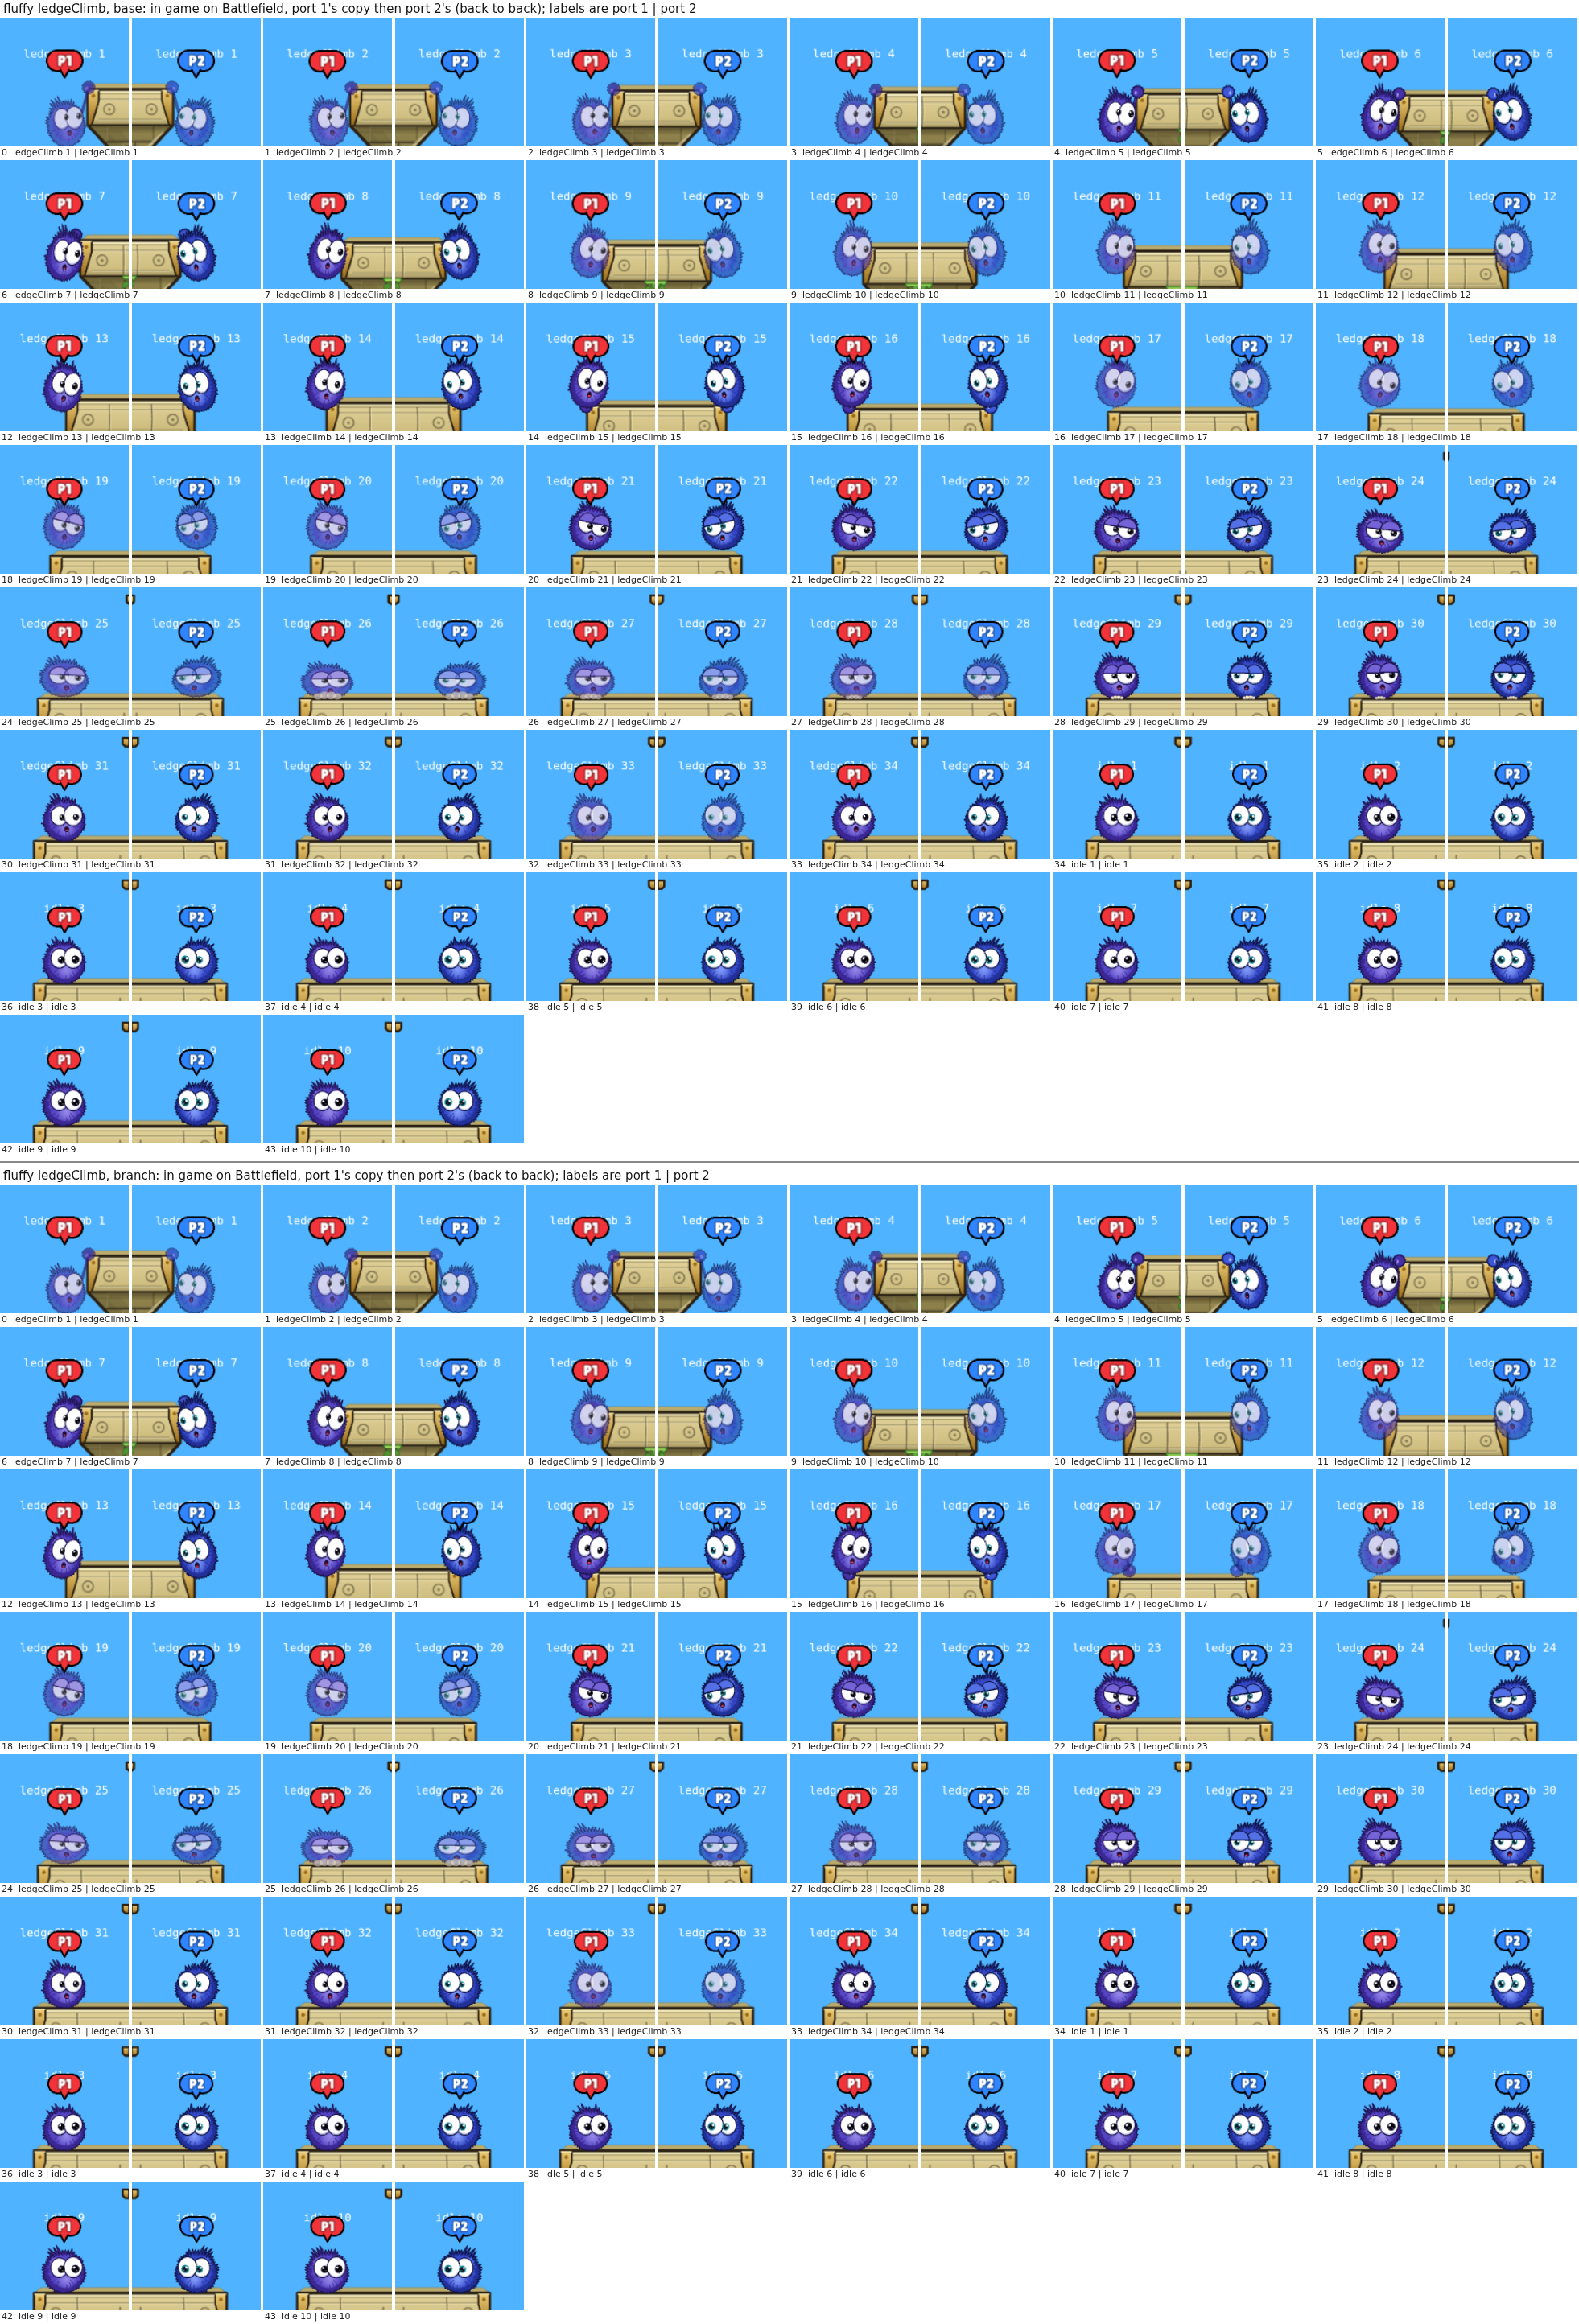 fluffy ledgeClimb, base: in game on Battlefield, port 1's copy then port 2's (back to back); labels are port 1 | port 2
0 ledgeClimb 1 | ledgeClimb 1
1 ledgeClimb 2 | ledgeClimb 2
2 ledgeClimb 3 | ledgeClimb 3
3 ledgeClimb 4 | ledgeClimb 4
4 ledgeClimb 5 | ledgeClimb 5
5 ledgeClimb 6 | ledgeClimb 6
6 ledgeClimb 7 | ledgeClimb 7
7 ledgeClimb 8 | ledgeClimb 8
8 ledgeClimb 9 | ledgeClimb 9
9 ledgeClimb 10 | ledgeClimb 10
10 ledgeClimb 11 | ledgeClimb 11
11 ledgeClimb 12 | ledgeClimb 12
12 ledgeClimb 13 | ledgeClimb 13
13 ledgeClimb 14 | ledgeClimb 14
14 ledgeClimb 15 | ledgeClimb 15
15 ledgeClimb 16 | ledgeClimb 16
16 ledgeClimb 17 | ledgeClimb 17
17 ledgeClimb 18 | ledgeClimb 18
18 ledgeClimb 19 | ledgeClimb 19
19 ledgeClimb 20 | ledgeClimb 20
20 ledgeClimb 21 | ledgeClimb 21
21 ledgeClimb 22 | ledgeClimb 22
22 ledgeClimb 23 | ledgeClimb 23
23 ledgeClimb 24 | ledgeClimb 24
24 ledgeClimb 25 | ledgeClimb 25
25 ledgeClimb 26 | ledgeClimb 26
26 ledgeClimb 27 | ledgeClimb 27
27 ledgeClimb 28 | ledgeClimb 28
28 ledgeClimb 29 | ledgeClimb 29
29 ledgeClimb 30 | ledgeClimb 30
30 ledgeClimb 31 | ledgeClimb 31
31 ledgeClimb 32 | ledgeClimb 32
32 ledgeClimb 33 | ledgeClimb 33
33 ledgeClimb 34 | ledgeClimb 34
34 idle 1 | idle 1
35 idle 2 | idle 2
36 idle 3 | idle 3
37 idle 4 | idle 4
38 idle 5 | idle 5
39 idle 6 | idle 6
40 idle 7 | idle 7
41 idle 8 | idle 8
42 idle 9 | idle 9
43 idle 10 | idle 10
fluffy ledgeClimb, branch: in game on Battlefield, port 1's copy then port 2's (back to back); labels are port 1 | port 2
0 ledgeClimb 1 | ledgeClimb 1
1 ledgeClimb 2 | ledgeClimb 2
2 ledgeClimb 3 | ledgeClimb 3
3 ledgeClimb 4 | ledgeClimb 4
4 ledgeClimb 5 | ledgeClimb 5
5 ledgeClimb 6 | ledgeClimb 6
6 ledgeClimb 7 | ledgeClimb 7
7 ledgeClimb 8 | ledgeClimb 8
8 ledgeClimb 9 | ledgeClimb 9
9 ledgeClimb 10 | ledgeClimb 10
10 ledgeClimb 11 | ledgeClimb 11
11 ledgeClimb 12 | ledgeClimb 12
12 ledgeClimb 13 | ledgeClimb 13
13 ledgeClimb 14 | ledgeClimb 14
14 ledgeClimb 15 | ledgeClimb 15
15 ledgeClimb 16 | ledgeClimb 16
16 ledgeClimb 17 | ledgeClimb 17
17 ledgeClimb 18 | ledgeClimb 18
18 ledgeClimb 19 | ledgeClimb 19
19 ledgeClimb 20 | ledgeClimb 20
20 ledgeClimb 21 | ledgeClimb 21
21 ledgeClimb 22 | ledgeClimb 22
22 ledgeClimb 23 | ledgeClimb 23
23 ledgeClimb 24 | ledgeClimb 24
24 ledgeClimb 25 | ledgeClimb 25
25 ledgeClimb 26 | ledgeClimb 26
26 ledgeClimb 27 | ledgeClimb 27
27 ledgeClimb 28 | ledgeClimb 28
28 ledgeClimb 29 | ledgeClimb 29
29 ledgeClimb 30 | ledgeClimb 30
30 ledgeClimb 31 | ledgeClimb 31
31 ledgeClimb 32 | ledgeClimb 32
32 ledgeClimb 33 | ledgeClimb 33
33 ledgeClimb 34 | ledgeClimb 34
34 idle 1 | idle 1
35 idle 2 | idle 2
36 idle 3 | idle 3
37 idle 4 | idle 4
38 idle 5 | idle 5
39 idle 6 | idle 6
40 idle 7 | idle 7
41 idle 8 | idle 8
42 idle 9 | idle 9
43 idle 10 | idle 10